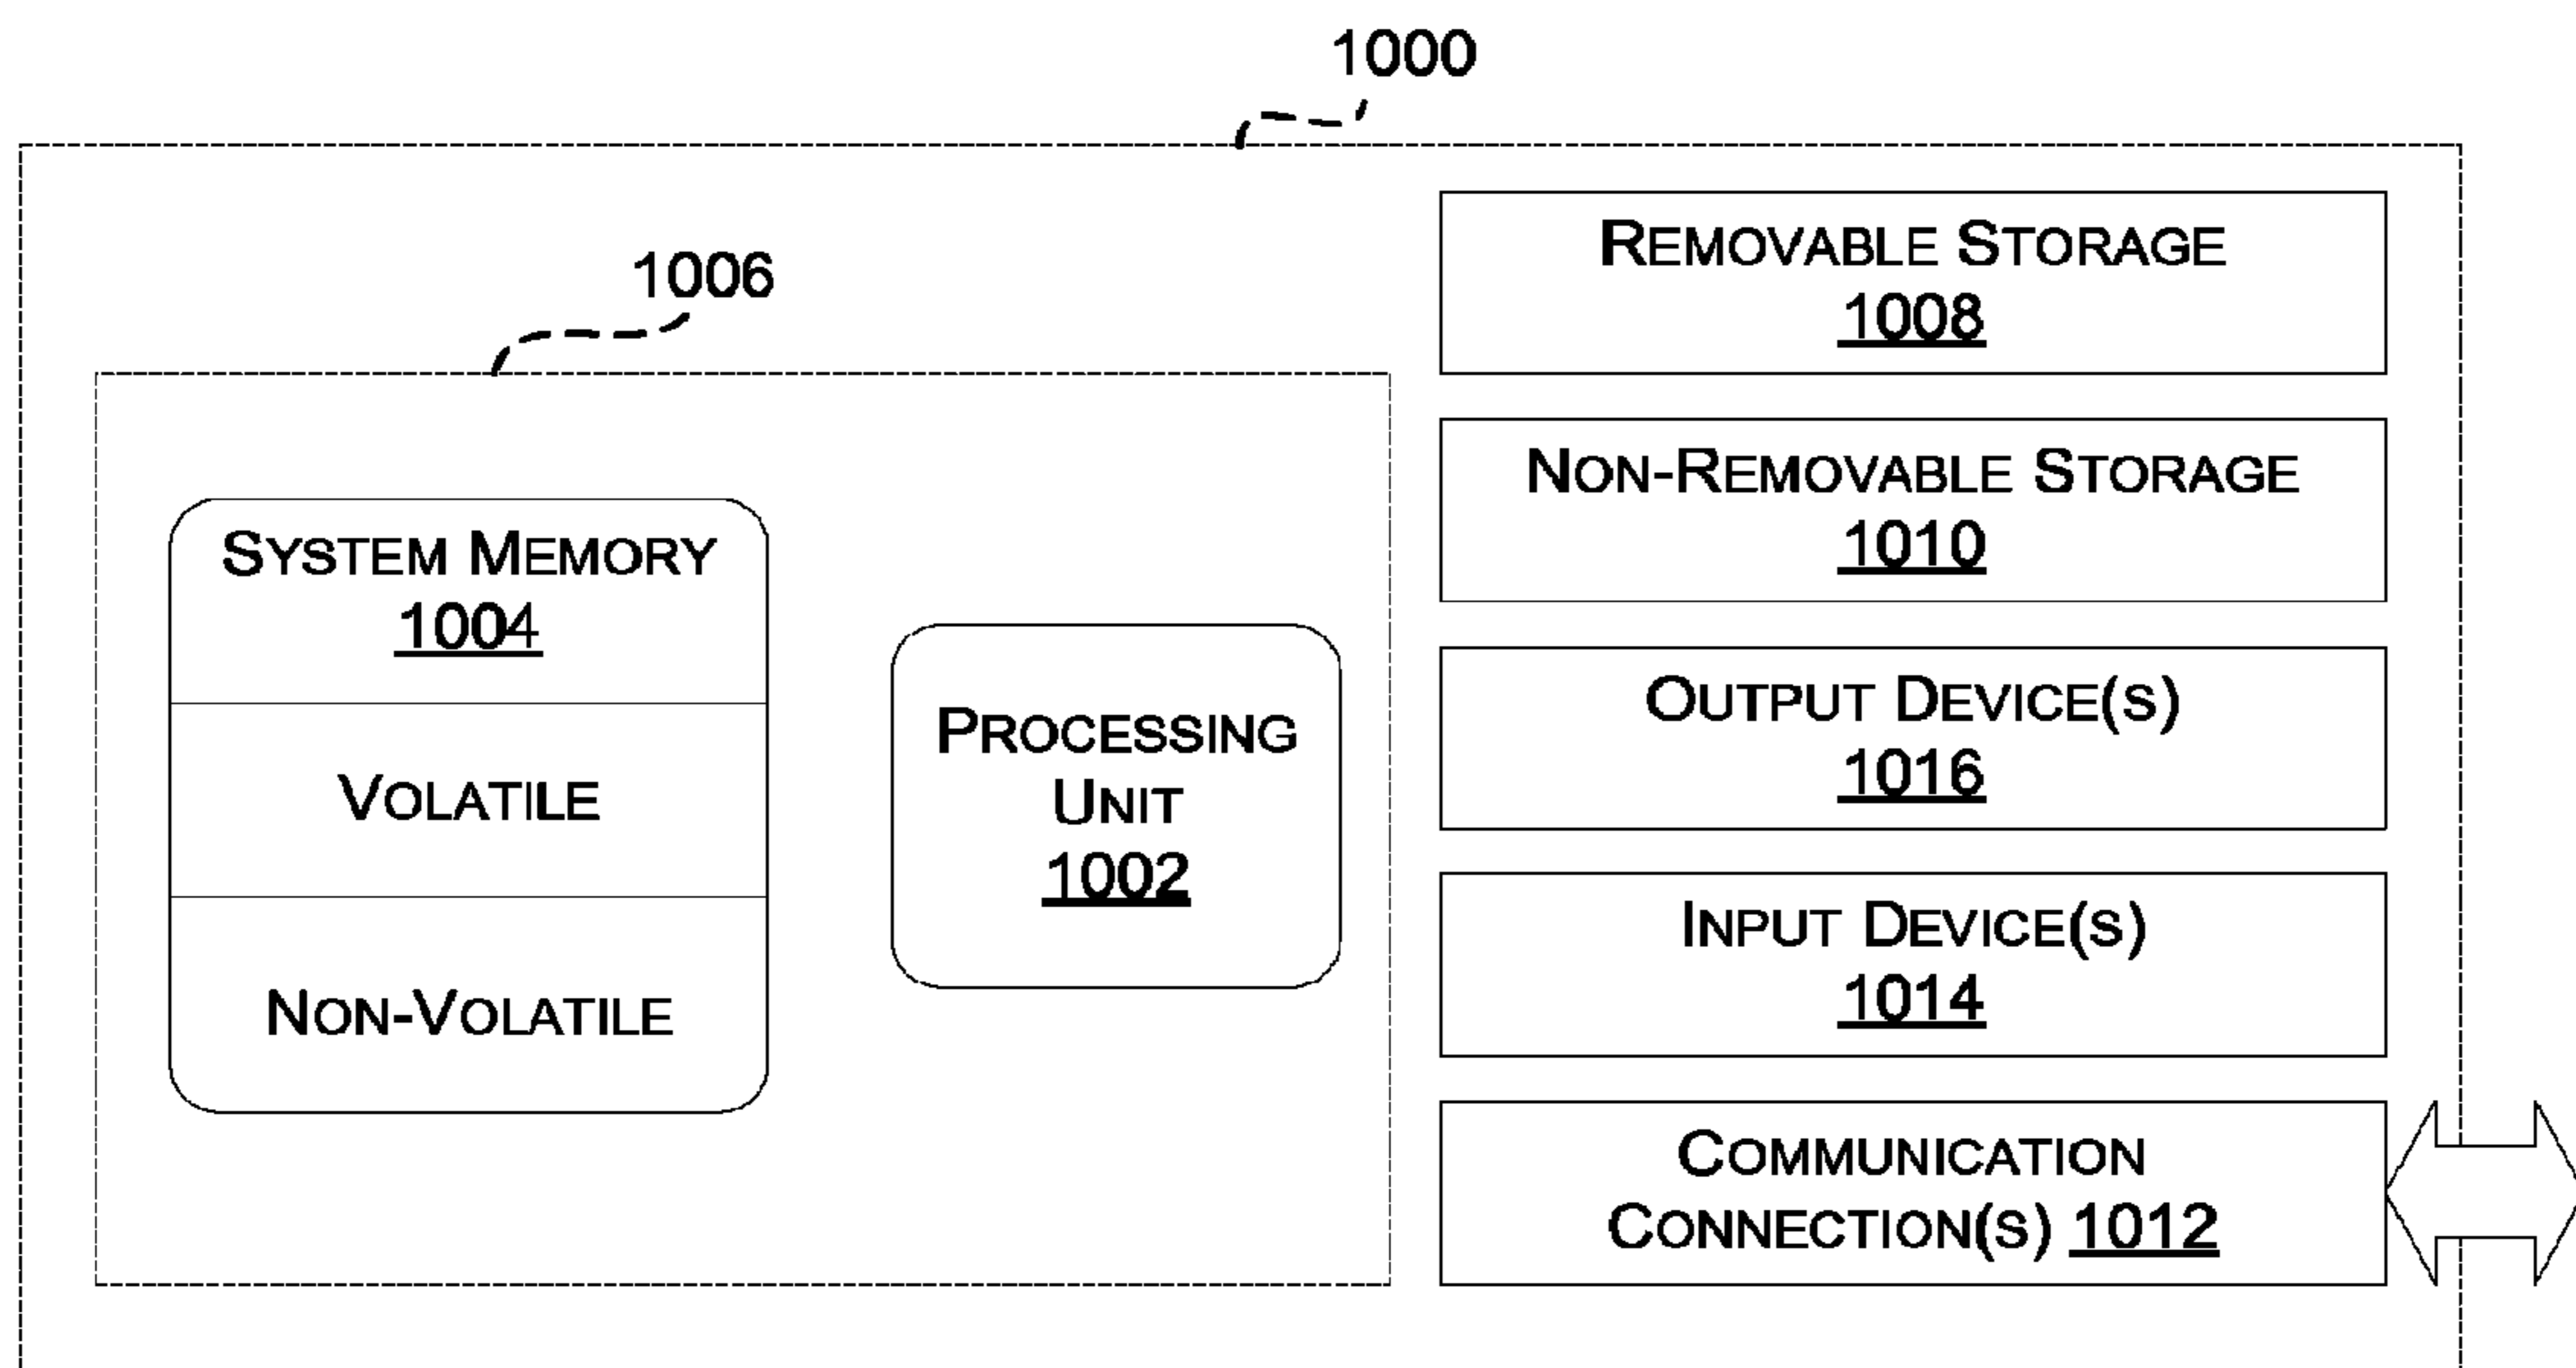 1000
1006
REMOVABLE STORAGE
1008
NON-REMOVABLE STORAGE
1010
SYSTEM MEMORY
1004
VOLATILE
NON-VOLATILE
PROCESSING
UNIT
1002
OUTPUT DEVICE(S)
1016
INPUT DEVICE(S)
1014
COMMUNICATION
CONNECTION(S) 1012